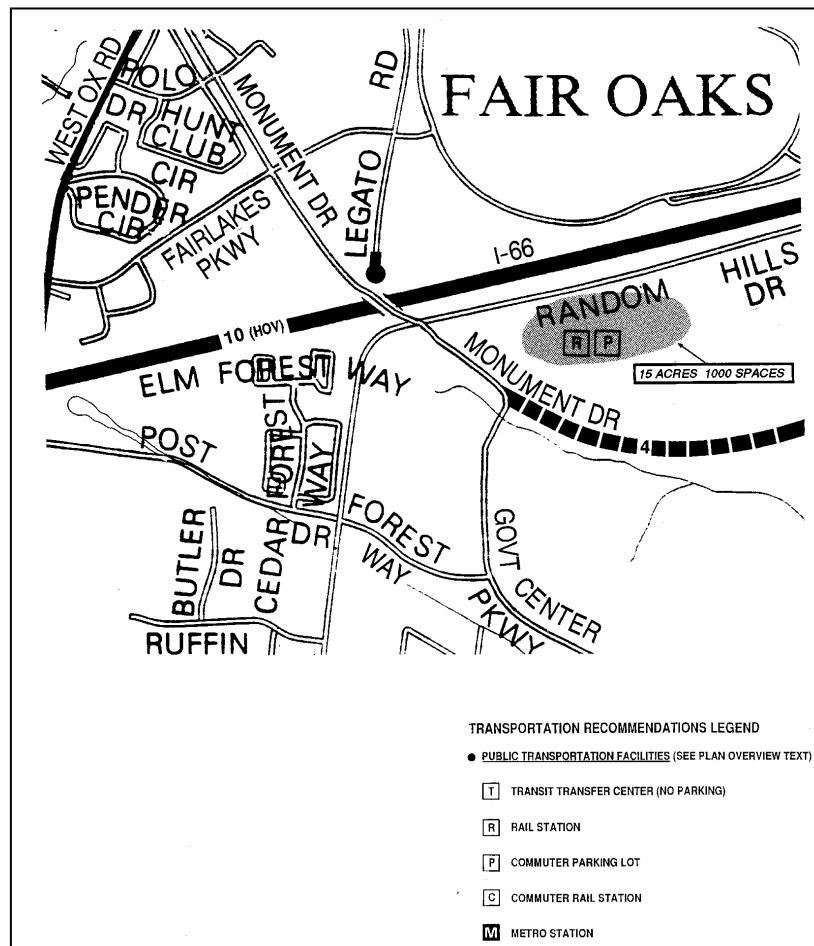 FAIR OAKS
WEST OX RD
POLO
DR
HUNT
CLUB
CIR
PENDER
CIR
MONUMENT DR
FAIRLAKES
PKWY
LEGATO
RD
I-66
10 (HOV)
RANDOM
HILLS
DR
R P
15 ACRES 1000 SPACES
MONUMENT DR
4
ELM FOREST WAY
CEDAR
FOREST
WAY
POST
FOREST
DR
WAY
BUTLER
DR
RUFFIN
GOVT
CENTER
PKWY
TRANSPORTATION RECOMMENDATIONS LEGEND
● PUBLIC TRANSPORTATION FACILITIES (SEE PLAN OVERVIEW TEXT)
T TRANSIT TRANSFER CENTER (NO PARKING)
R RAIL STATION
P COMMUTER PARKING LOT
C COMMUTER RAIL STATION
M METRO STATION